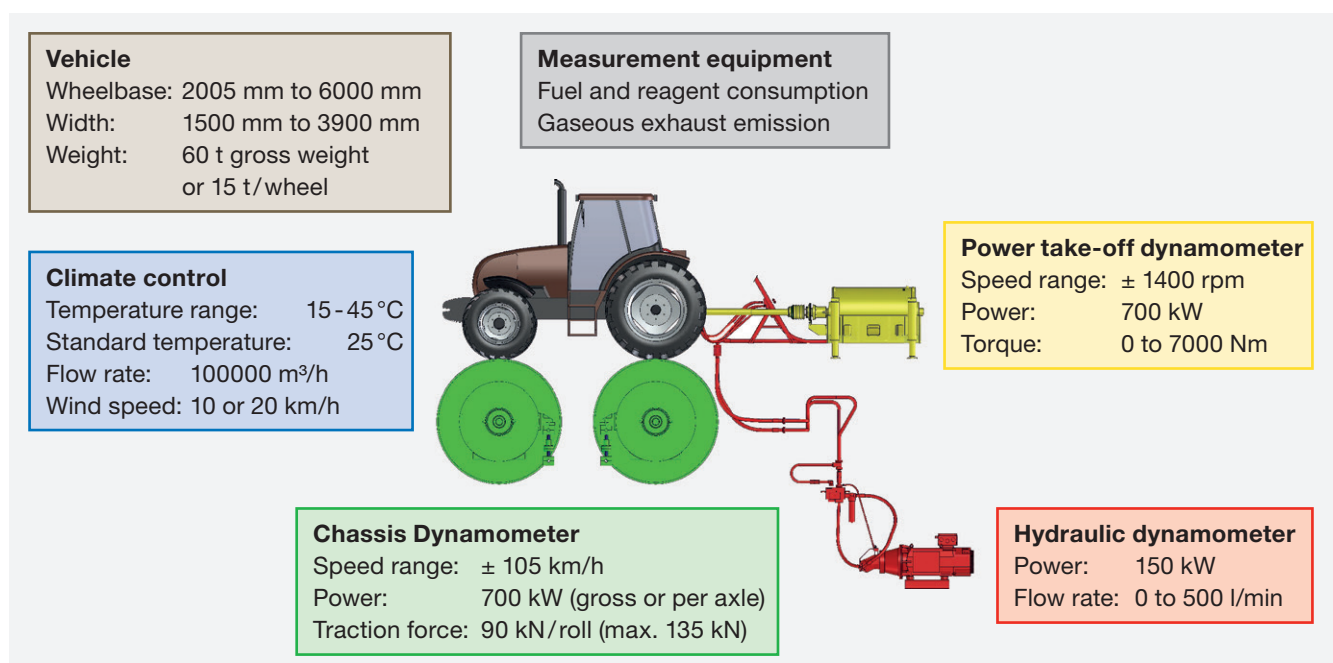 Vehicle
Wheelbase: 2005 mm to 6000 mm
Width: 1500 mm to 3900 mm
Weight: 60 t gross weight
or 15 t/wheel
Measurement equipment
Fuel and reagent consumption
Gaseous exhaust emission
Climate control
Temperature range: 15-45°C
Standard temperature: 25°C
Flow rate: 100000 m³/h
Wind speed: 10 or 20 km/h
Power take-off dynamometer
Speed range: ± 1400 rpm
Power: 700 kW
Torque: 0 to 7000 Nm
Chassis Dynamometer
Speed range: ± 105 km/h
Power: 700 kW (gross or per axle)
Traction force: 90 kN/roll (max. 135 kN)
Hydraulic dynamometer
Power: 150 kW
Flow rate: 0 to 500 l/min